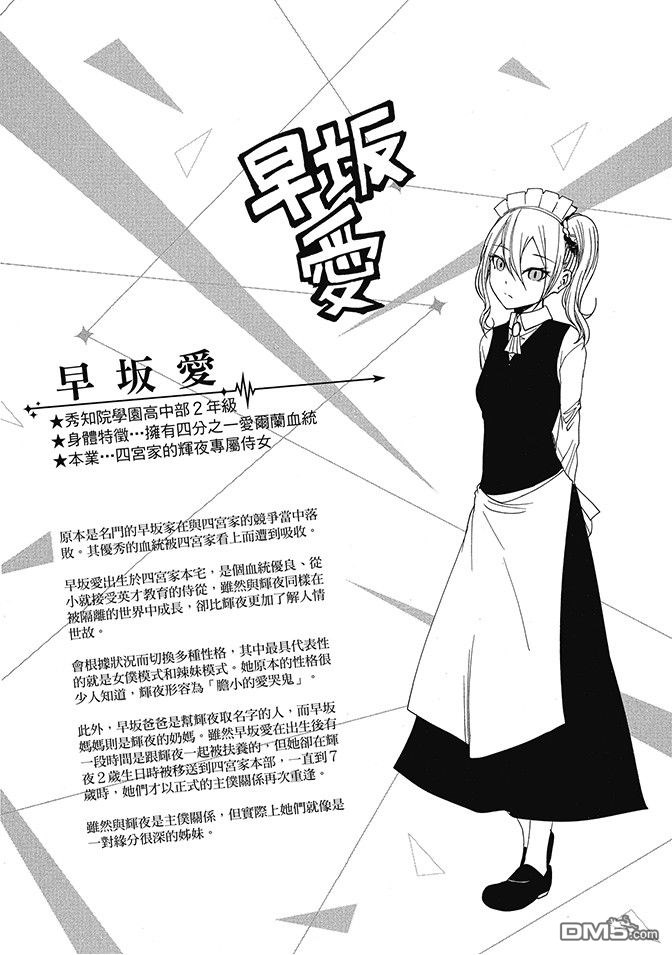 早坂
愛
早坂愛
★秀知院學園高中部2年級
★身體特徵…擁有四分之一愛爾蘭血統
★本業…四宮家的輝夜專屬侍女
原本是名門的早坂家在與四宮家的競爭當中落
敗。其優秀的血統被四宮家看上而遭到吸收。
早坂愛出生於四宮家本宅，是個血統優良、從
小就接受英才教育的侍從，雖然與輝夜同樣在
被隔離的世界中成長，卻比輝夜更加了解人情
世故。
會根據狀況而切換多種性格，其中最具代表性
的就是女僕模式和辣妹模式。她原本的性格很
少人知道，輝夜形容為「膽小的愛哭鬼」。
此外，早坂爸爸是幫輝夜取名字的人，而早坂
媽媽則是輝夜的奶媽。雖然早坂愛在出生後有
一段時間是跟輝夜一起被扶養的，但她卻在輝
夜2歲生日時被移送到四宮家本部，一直到7
歲時，她們才以正式的主僕關係再次重逢。
雖然與輝夜是主僕關係，但實際上她們就像是
一對緣分很深的姊妹。
DM5.com